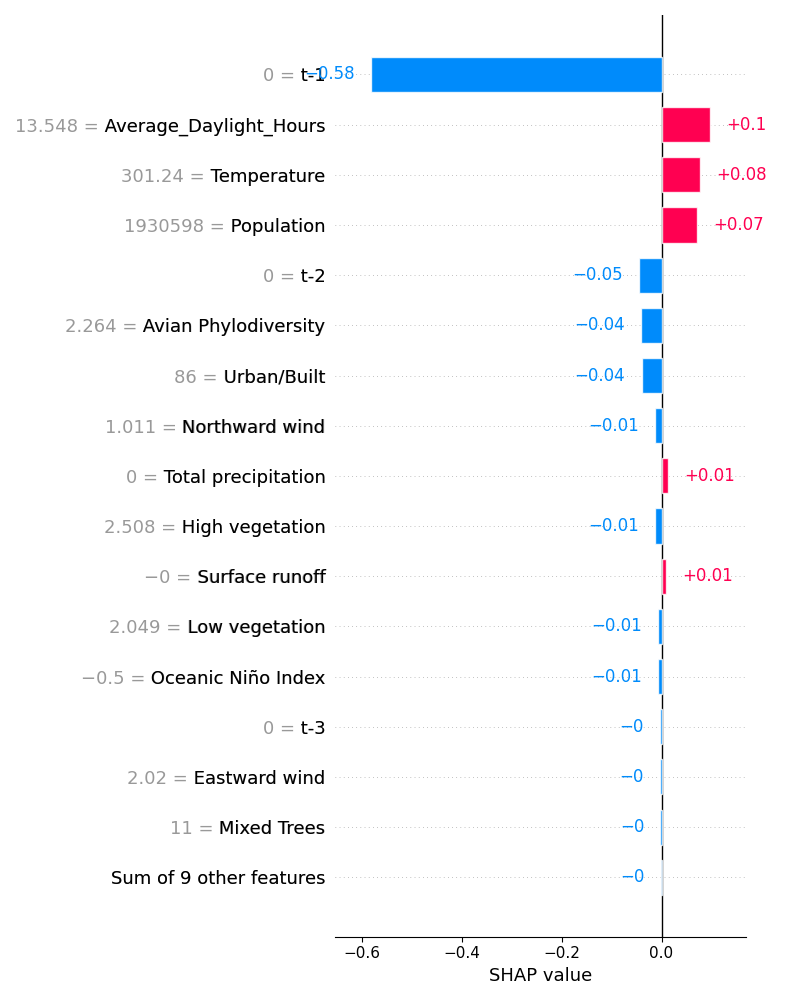 0 = t-1 −0.58
13.548 = Average_Daylight_Hours +0.1
301.24 = Temperature +0.08
1930598 = Population +0.07
0 = t-2 −0.05
2.264 = Avian Phylodiversity −0.04
86 = Urban/Built −0.04
1.011 = Northward wind −0.01
0 = Total precipitation +0.01
2.508 = High vegetation −0.01
−0 = Surface runoff +0.01
2.049 = Low vegetation −0.01
−0.5 = Oceanic Niño Index −0.01
0 = t-3 −0
2.02 = Eastward wind −0
11 = Mixed Trees −0
Sum of 9 other features −0
−0.6 −0.4 −0.2 0.0
SHAP value